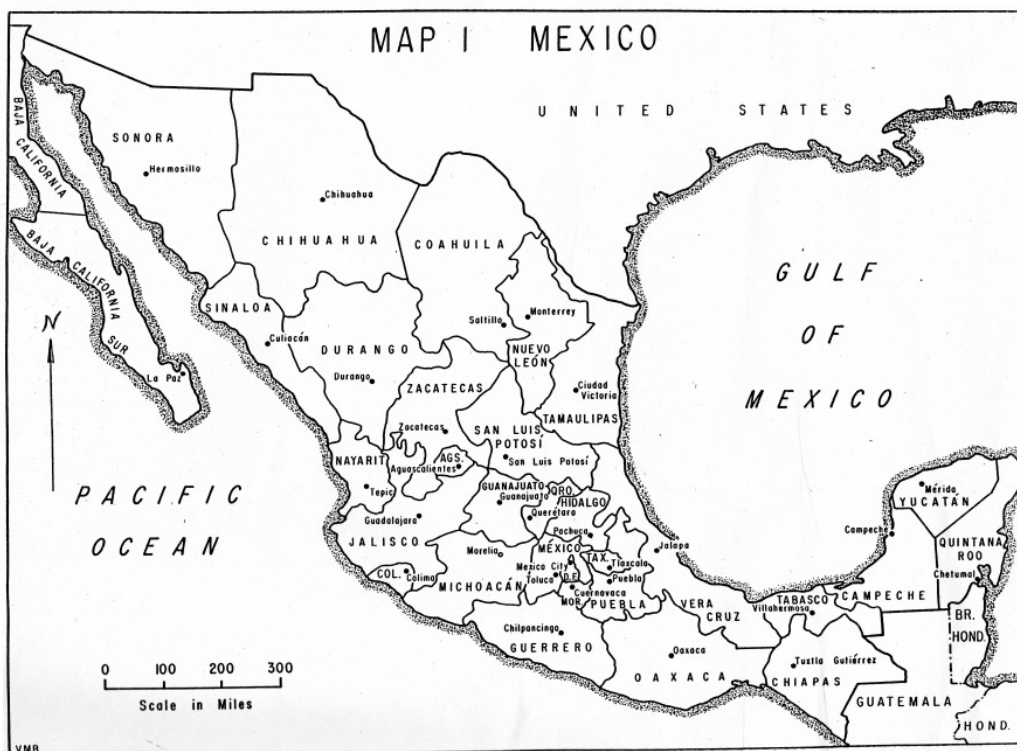 MAP I MEXICO
UNITED STATES
BAJA CALIFORNIA
SONORA
Hermosillo
Chihuahua
CHIHUAHUA
COAHUILA
GULF
OF
MEXICO
BAJA CALIFORNIA SUR
La Paz
N
SINALOA
Culiacán
Saltillo
Monterrey
NUEVO
LEÓN
DURANGO
Durango
ZACATECAS
Zacatecas
Ciudad
Victoria
TAMAULIPAS
SAN LUIS
POTOSÍ
San Luis Potosí
NAYARIT
Tepic
AGS.
Aguascalientes
PACIFIC
OCEAN
GUANAJUATO
Guanajuato
QRO.
HIDALGO
Querétaro
Pachuca
Guadalajara
JALISCO
COL.
Colima
Morelia
MICHOACÁN
MÉXICO
Mexico City
Toluca
D.F.
TAX.
Tlaxcala
Puebla
Cuernavaca
MOR.
PUEBLA
Jalapa
VERA
CRUZ
Chilpancingo
GUERRERO
Oaxaca
OAXACA
Mérida
YUCATÁN
Campeche
QUINTANA
ROO
Chetumal
TABASCO
Villahermosa
CAMPECHE
BR.
HOND.
Tuxtla Gutiérrez
CHIAPAS
GUATEMALA
HOND.
0 100 200 300
Scale in Miles
VMB